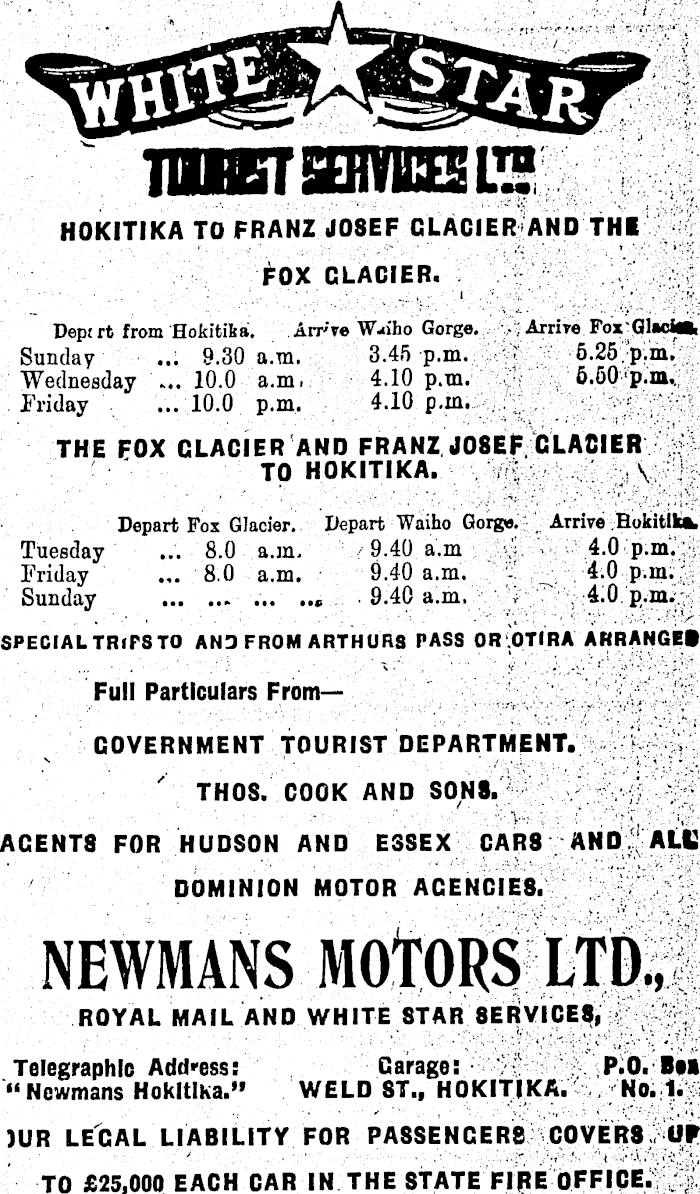 WHITE STAR
TOURIST SERVICES LTD
HOKITIKA TO FRANZ JOSEF GLACIER AND THE
FOX GLACIER.
Depart from Hokitika. Arrive Waiho Gorge. Arrive Fox Glacier.
Sunday ... 9.30 a.m. 3.45 p.m. 5.25 p.m.
Wednesday ... 10.0 a.m. 4.10 p.m. 5.50 p.m.
Friday ... 10.0 p.m. 4.10 p.m.
THE FOX GLACIER AND FRANZ JOSEF GLACIER
TO HOKITIKA.
Depart Fox Glacier. Depart Waiho Gorge. Arrive Hokitika.
Tuesday ... 8.0 a.m. 9.40 a.m 4.0 p.m.
Friday ... 8.0 a.m. 9.40 a.m. 4.0 p.m.
Sunday ... ... ... ... 9.40 a.m. 4.0 p.m.
SPECIAL TRIPS TO AND FROM ARTHURS PASS OR OTIRA ARRANGED
Full Particulars From—
GOVERNMENT TOURIST DEPARTMENT.
THOS. COOK AND SONS.
AGENTS FOR HUDSON AND ESSEX CARS AND ALL
DOMINION MOTOR AGENCIES.
NEWMANS MOTORS LTD.,
ROYAL MAIL AND WHITE STAR SERVICES,
Telegraphic Address: Garage: P.O. Box
"Newmans Hokitika." WELD ST., HOKITIKA. No. 1.
OUR LEGAL LIABILITY FOR PASSENGERS COVERS UP
TO £25,000 EACH CAR IN THE STATE FIRE OFFICE.